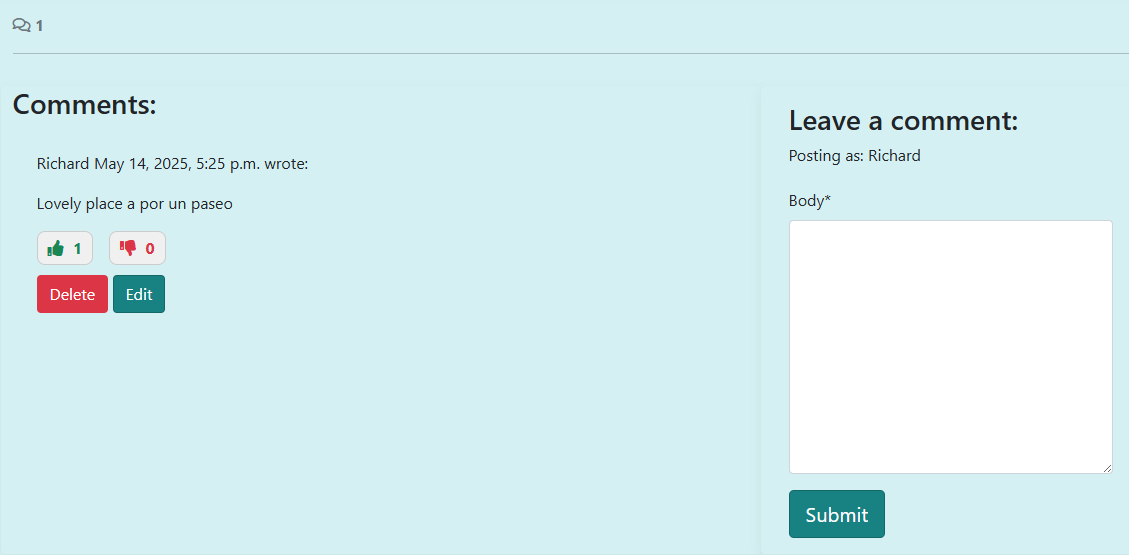 1
Comments:
Richard May 14, 2025, 5:25 p.m. wrote:
Lovely place a por un paseo
1 0
Delete Edit
Leave a comment:
Posting as: Richard
Body*
Submit